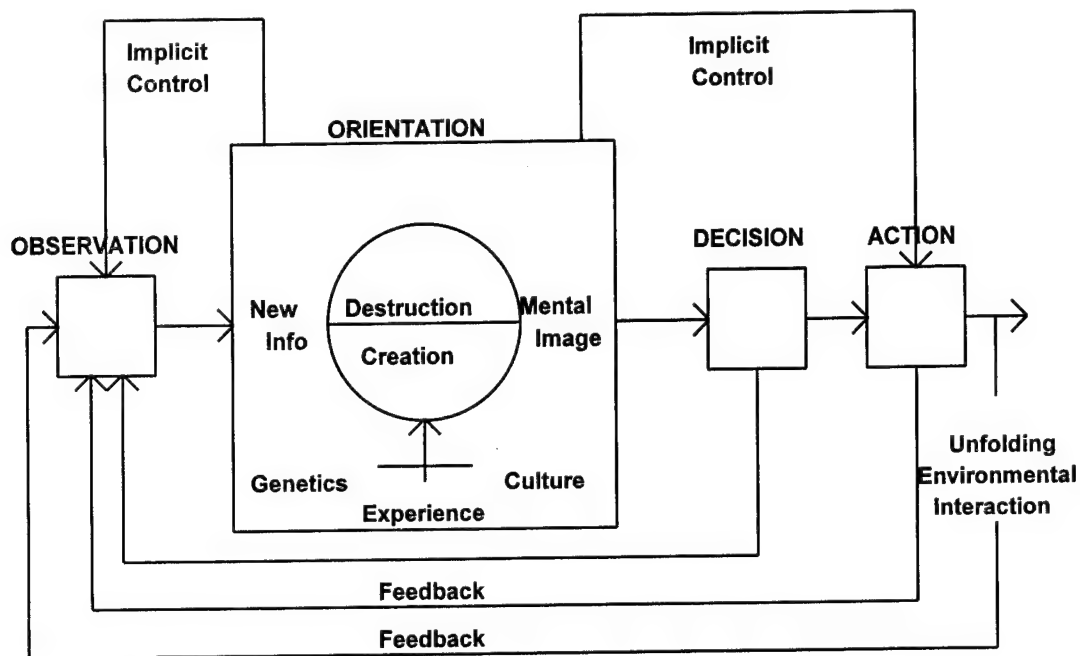 Implicit
Control
Implicit
Control
ORIENTATION
OBSERVATION
DECISION
ACTION
New
Info
Destruction
Creation
Mental
Image
Genetics
Experience
Culture
Unfolding
Environmental
Interaction
Feedback
Feedback